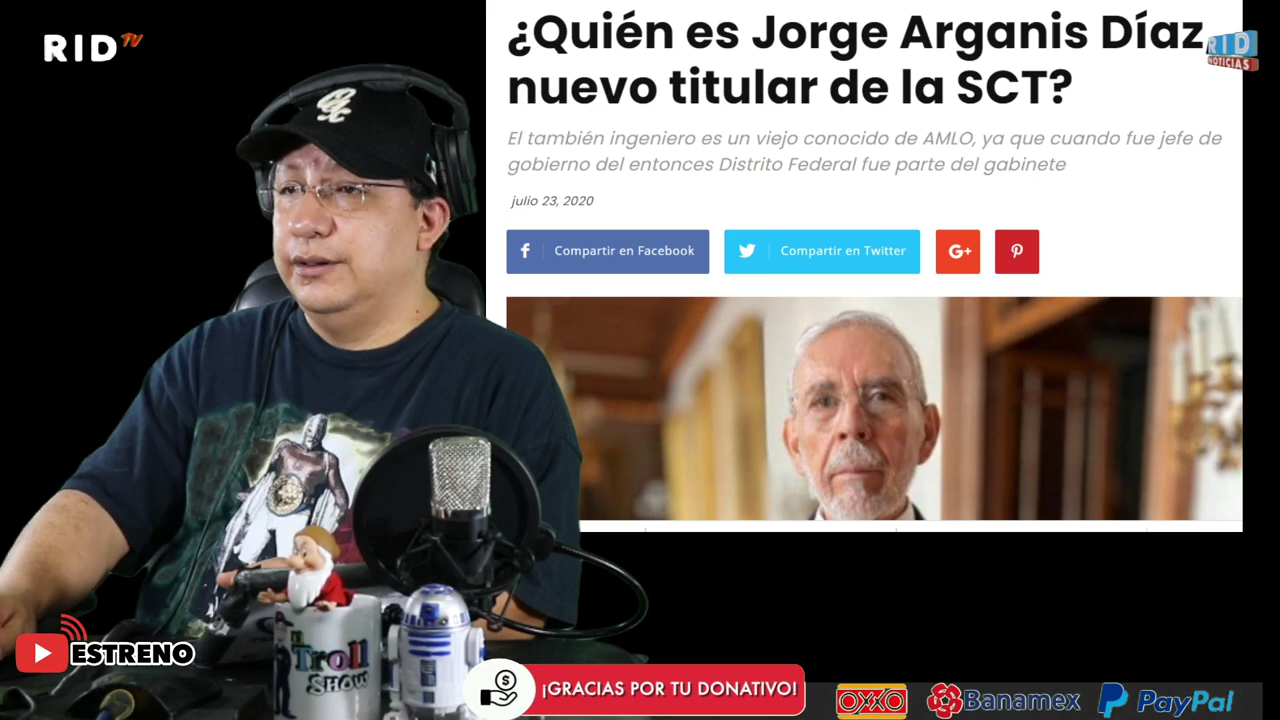 RID TV
¿Quién es Jorge Arganis Díaz,
nuevo titular de la SCT?
RID
NOTICIAS
El también ingeniero es un viejo conocido de AMLO, ya que cuando fue jefe de
gobierno del entonces Distrito Federal fue parte del gabinete
julio 23, 2020
f Compartir en Facebook
Compartir en Twitter
G+
Troll
Show
ESTRENO
$
¡GRACIAS POR TU DONATIVO!
OXXO
Banamex
PayPal